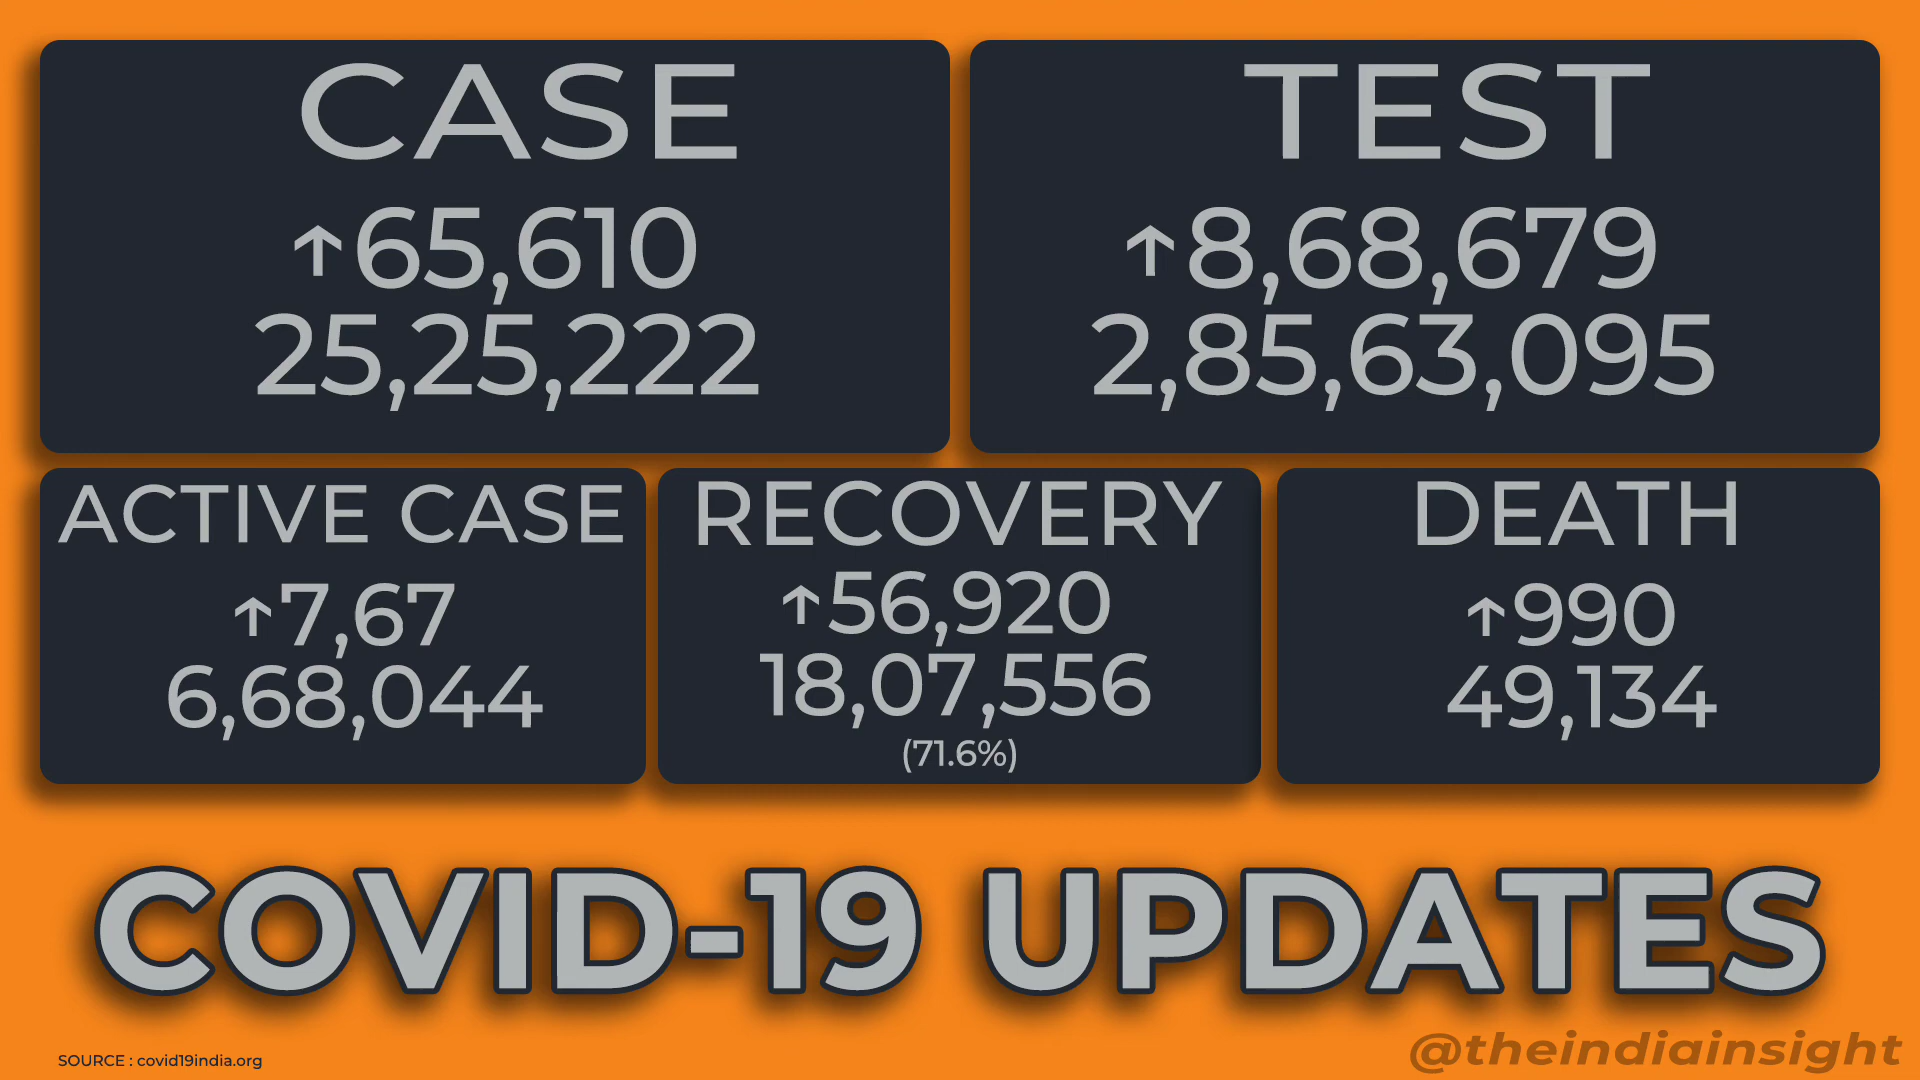 CASE
↑65,610
25,25,222
TEST
↑8,68,679
2,85,63,095
ACTIVE CASE
↑7,67
6,68,044
RECOVERY
↑56,920
18,07,556
(71.6%)
DEATH
↑990
49,134
COVID-19 UPDATES
SOURCE : covid19india.org
@theindiainsight